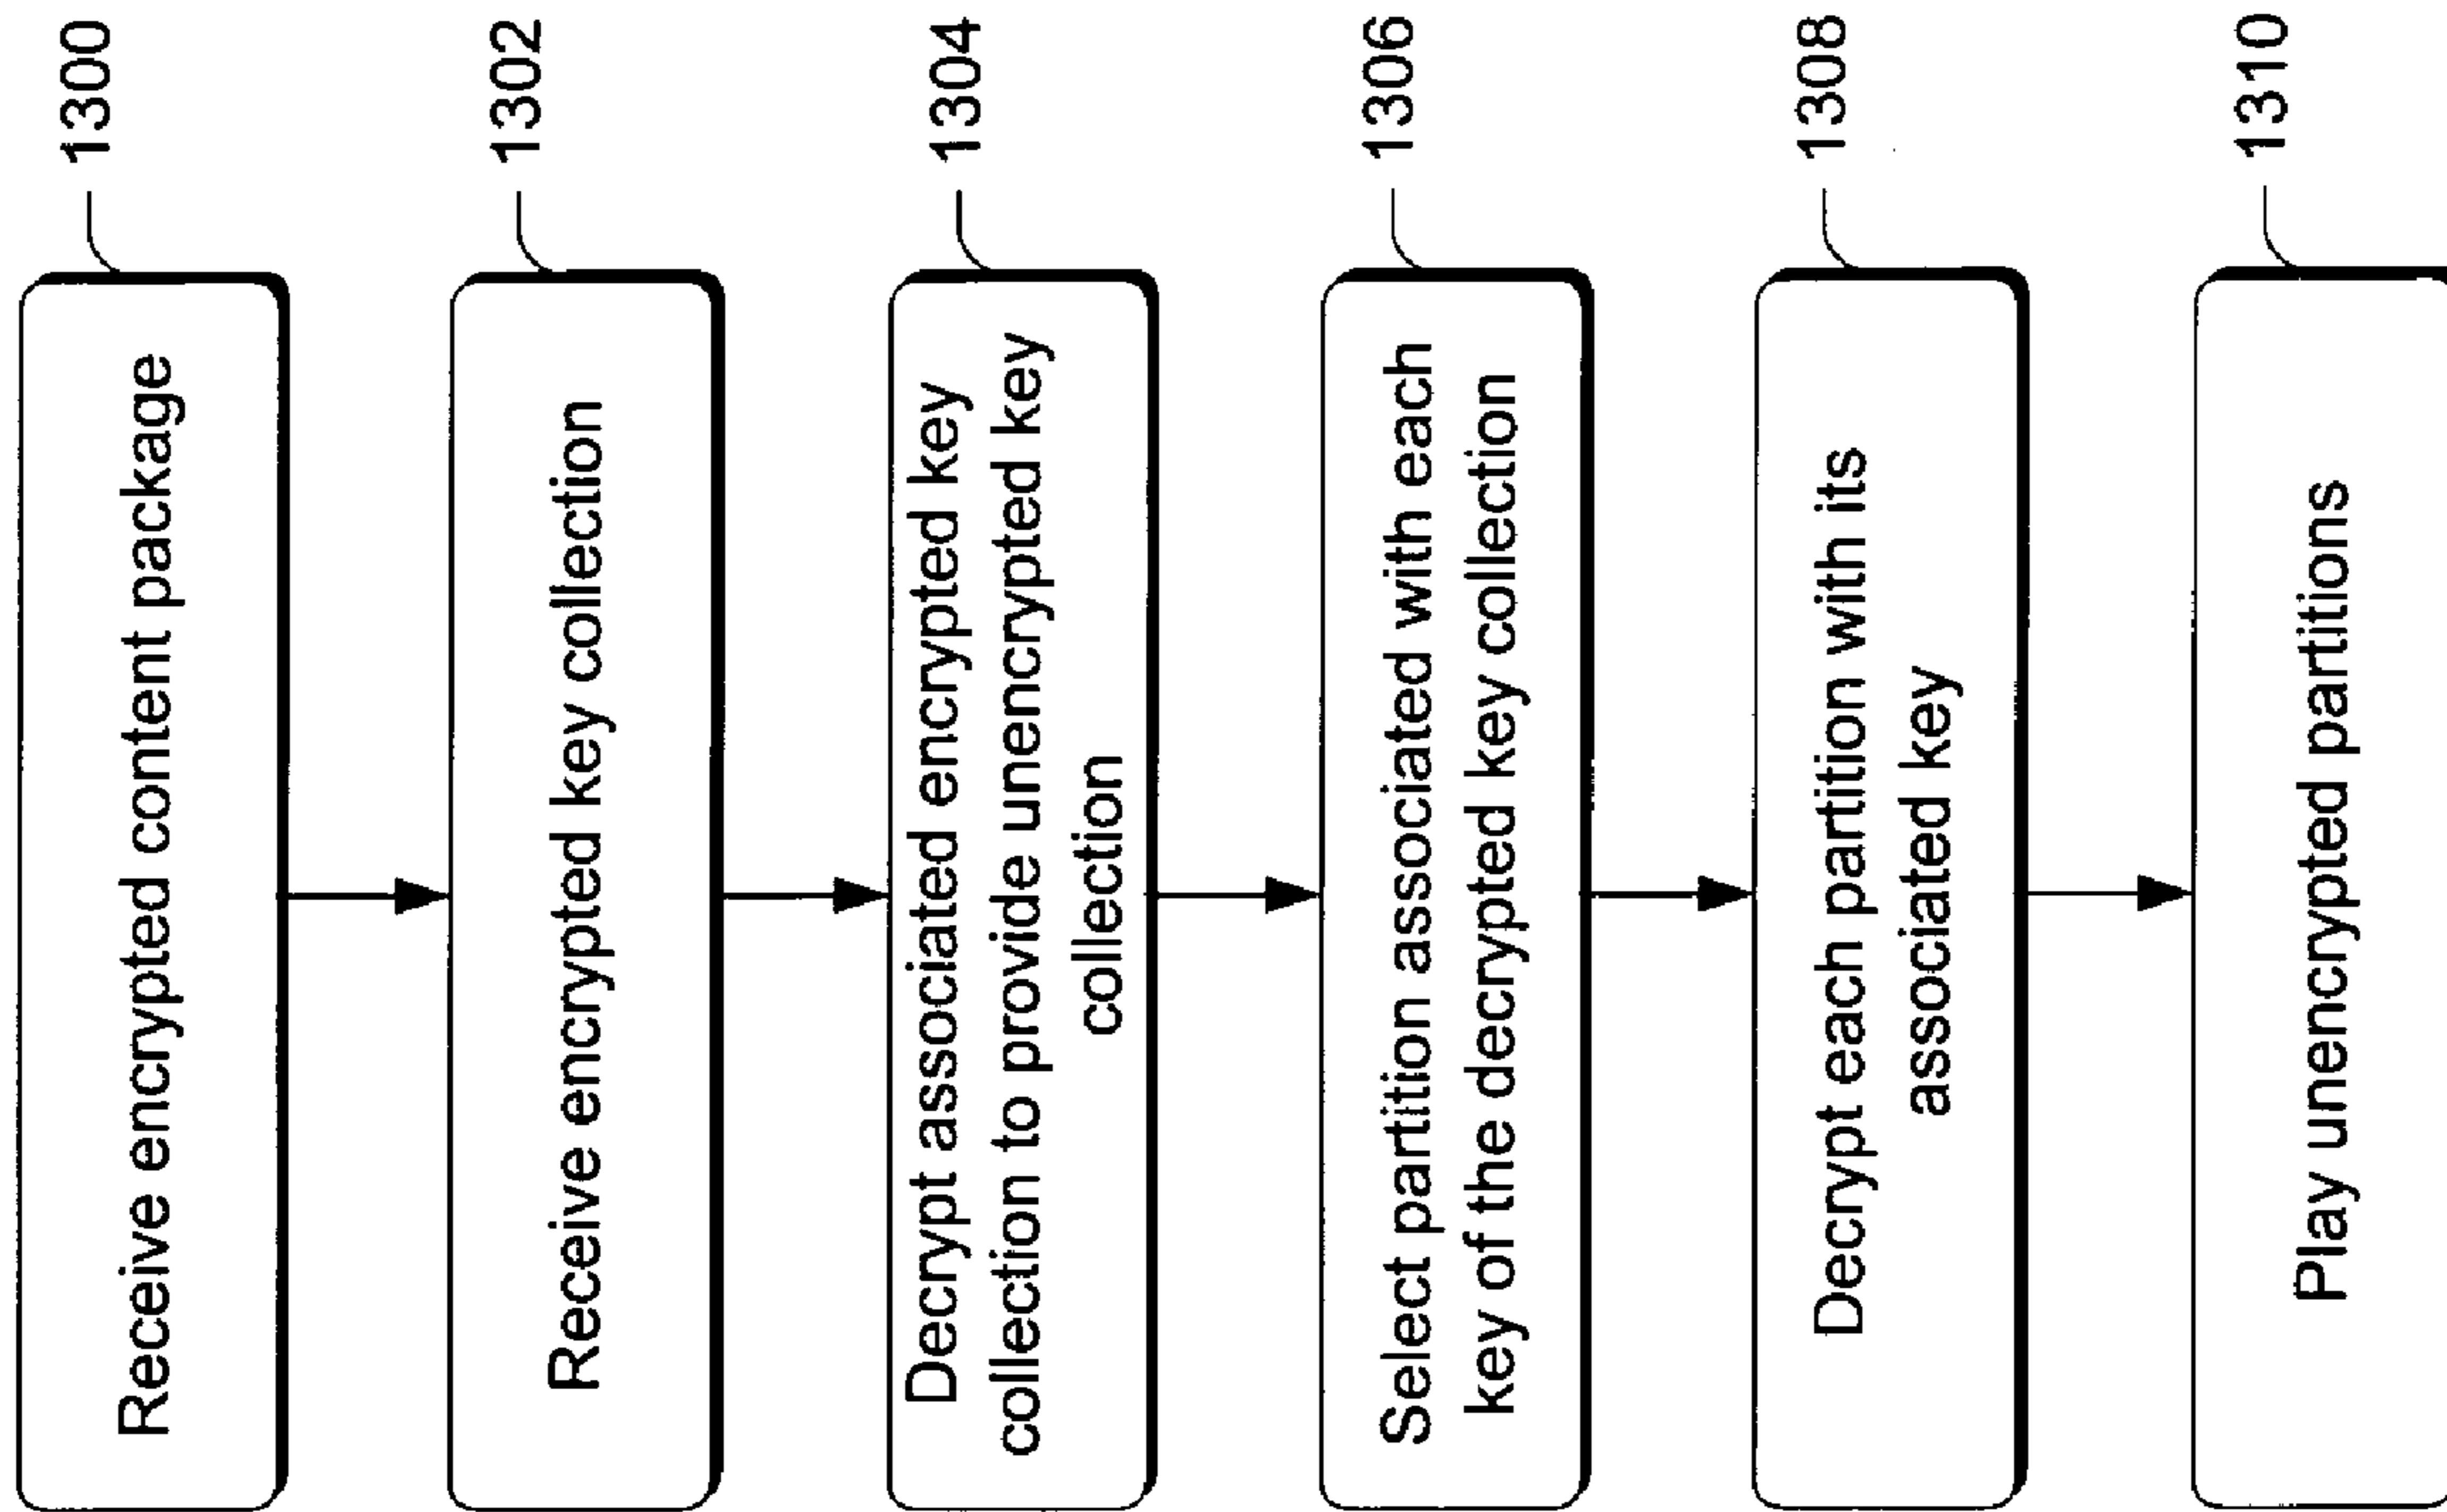 Receive encrypted content package
1300
Receive encrypted key collection
1302
Decrypt associated encrypted key
collection to provide unencrypted key
collection
1304
Select partition associated with each
key of the decrypted key collection
1306
Decrypt each partition with its
associated key
1308
Play unencrypted partitions
1310